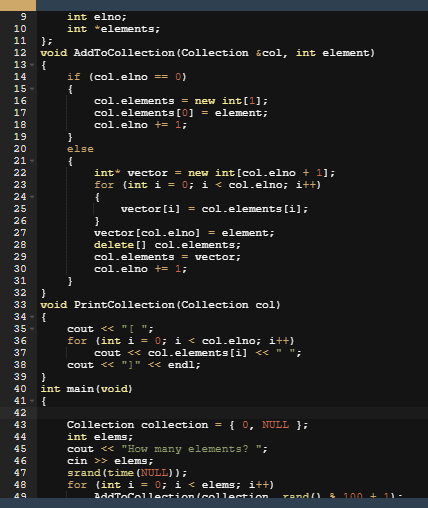 9 int elno;
10 int *elements;
11 };
12 void AddToCollection(Collection &col, int element)
13 {
14 if (col.elno == 0)
15 {
16 col.elements = new int[1];
17 col.elements[0] = element;
18 col.elno += 1;
19 }
20 else
21 {
22 int* vector = new int[col.elno + 1];
23 for (int i = 0; i < col.elno; i++)
24 {
25 vector[i] = col.elements[i];
26 }
27 vector[col.elno] = element;
28 delete[] col.elements;
29 col.elements = vector;
30 col.elno += 1;
31 }
32 }
33 void PrintCollection(Collection col)
34 {
35 cout << "[ ";
36 for (int i = 0; i < col.elno; i++)
37 cout << col.elements[i] << " ";
38 cout << "]" << endl;
39 }
40 int main(void)
41 {
42
43 Collection collection = { 0, NULL };
44 int elems;
45 cout << "How many elements? ";
46 cin >> elems;
47 srand(time(NULL));
48 for (int i = 0; i < elems; i++)
49 AddToCollection(collection, rand() % 100 + 1);